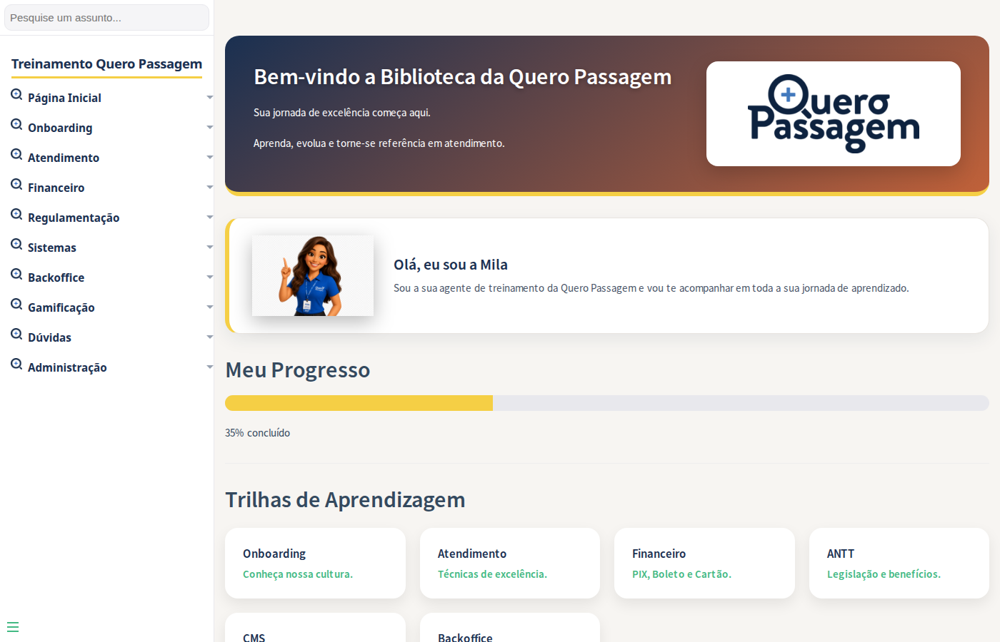 Pesquise um assunto...
Treinamento Quero Passagem
Página Inicial
Onboarding
Atendimento
Financeiro
Regulamentação
Sistemas
Backoffice
Gamificação
Dúvidas
Administração
Bem-vindo a Biblioteca da Quero Passagem
Sua jornada de excelência começa aqui.
Aprenda, evolua e torne-se referência em atendimento.
Quero
Passagem
Olá, eu sou a Mila
Sou a sua agente de treinamento da Quero Passagem e vou te acompanhar em toda a sua jornada de aprendizado.
Meu Progresso
35% concluído
Trilhas de Aprendizagem
Onboarding
Conheça nossa cultura.
Atendimento
Técnicas de excelência.
Financeiro
PIX, Boleto e Cartão.
ANTT
Legislação e benefícios.
CMS
Backoffice